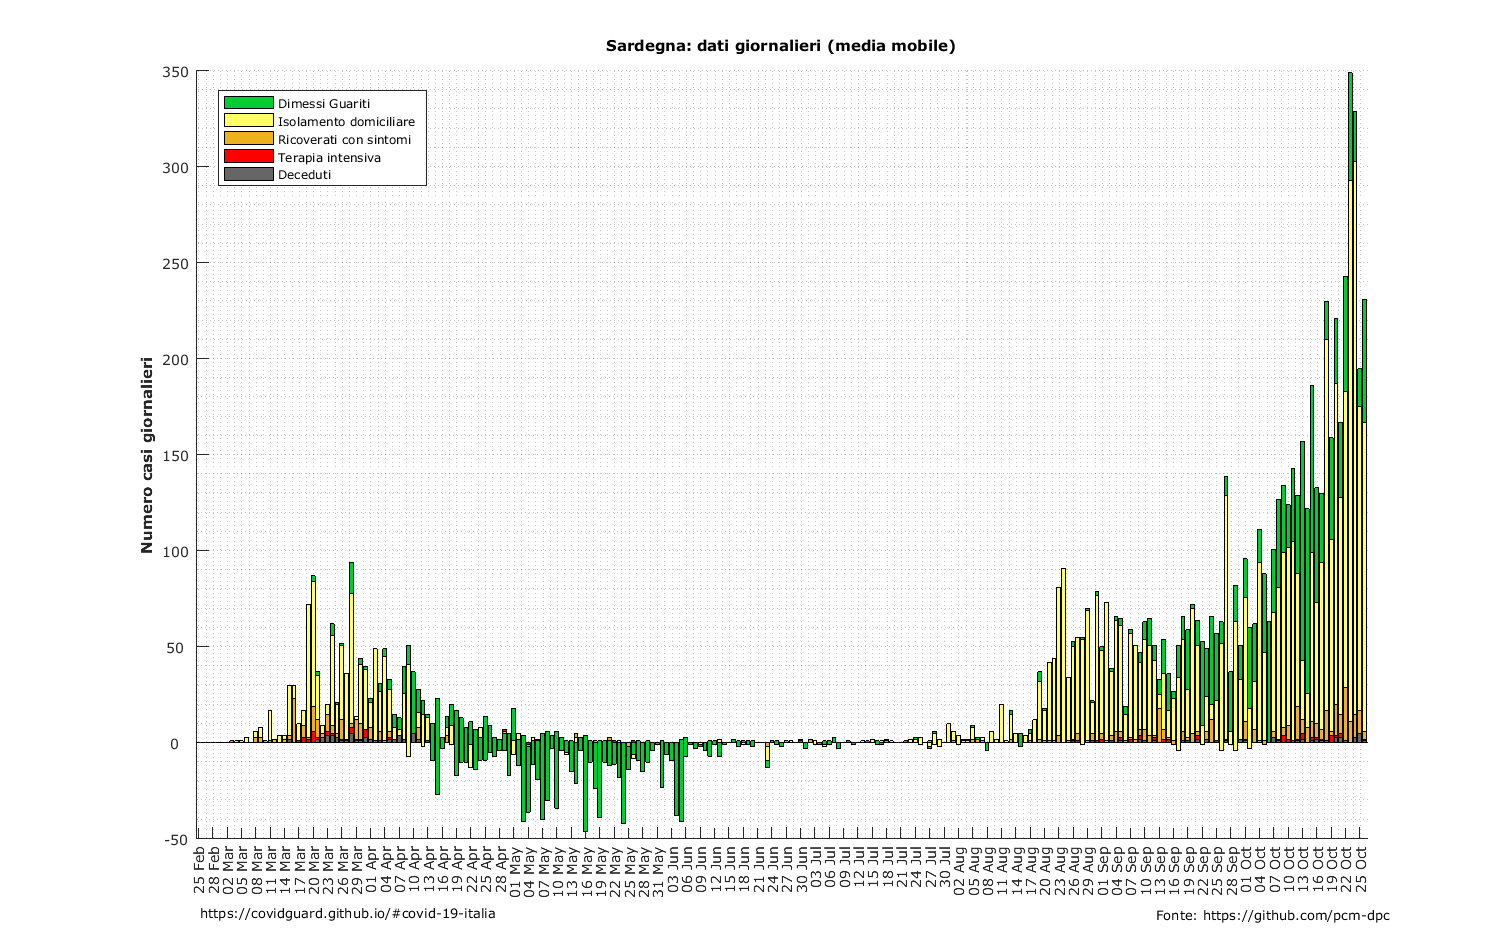 Sardegna: dati giornalieri (media mobile)
350
300
250
200
150
100
50
0
-50
Numero casi giornalieri
Dimessi Guariti
Isolamento domiciliare
Ricoverati con sintomi
Terapia intensiva
Deceduti
25 Feb
28 Feb
02 Mar
05 Mar
08 Mar
11 Mar
14 Mar
17 Mar
20 Mar
23 Mar
26 Mar
29 Mar
01 Apr
04 Apr
07 Apr
10 Apr
13 Apr
16 Apr
19 Apr
22 Apr
25 Apr
28 Apr
01 May
04 May
07 May
10 May
13 May
16 May
19 May
22 May
25 May
28 May
31 May
03 Jun
06 Jun
09 Jun
12 Jun
15 Jun
18 Jun
21 Jun
24 Jun
27 Jun
30 Jun
03 Jul
06 Jul
09 Jul
12 Jul
15 Jul
18 Jul
21 Jul
24 Jul
27 Jul
30 Jul
02 Aug
05 Aug
08 Aug
11 Aug
14 Aug
17 Aug
20 Aug
23 Aug
26 Aug
29 Aug
01 Sep
04 Sep
07 Sep
10 Sep
13 Sep
16 Sep
19 Sep
22 Sep
25 Sep
28 Sep
01 Oct
04 Oct
07 Oct
10 Oct
13 Oct
16 Oct
19 Oct
22 Oct
25 Oct
https://covidguard.github.io/#covid-19-italia
Fonte: https://github.com/pcm-dpc